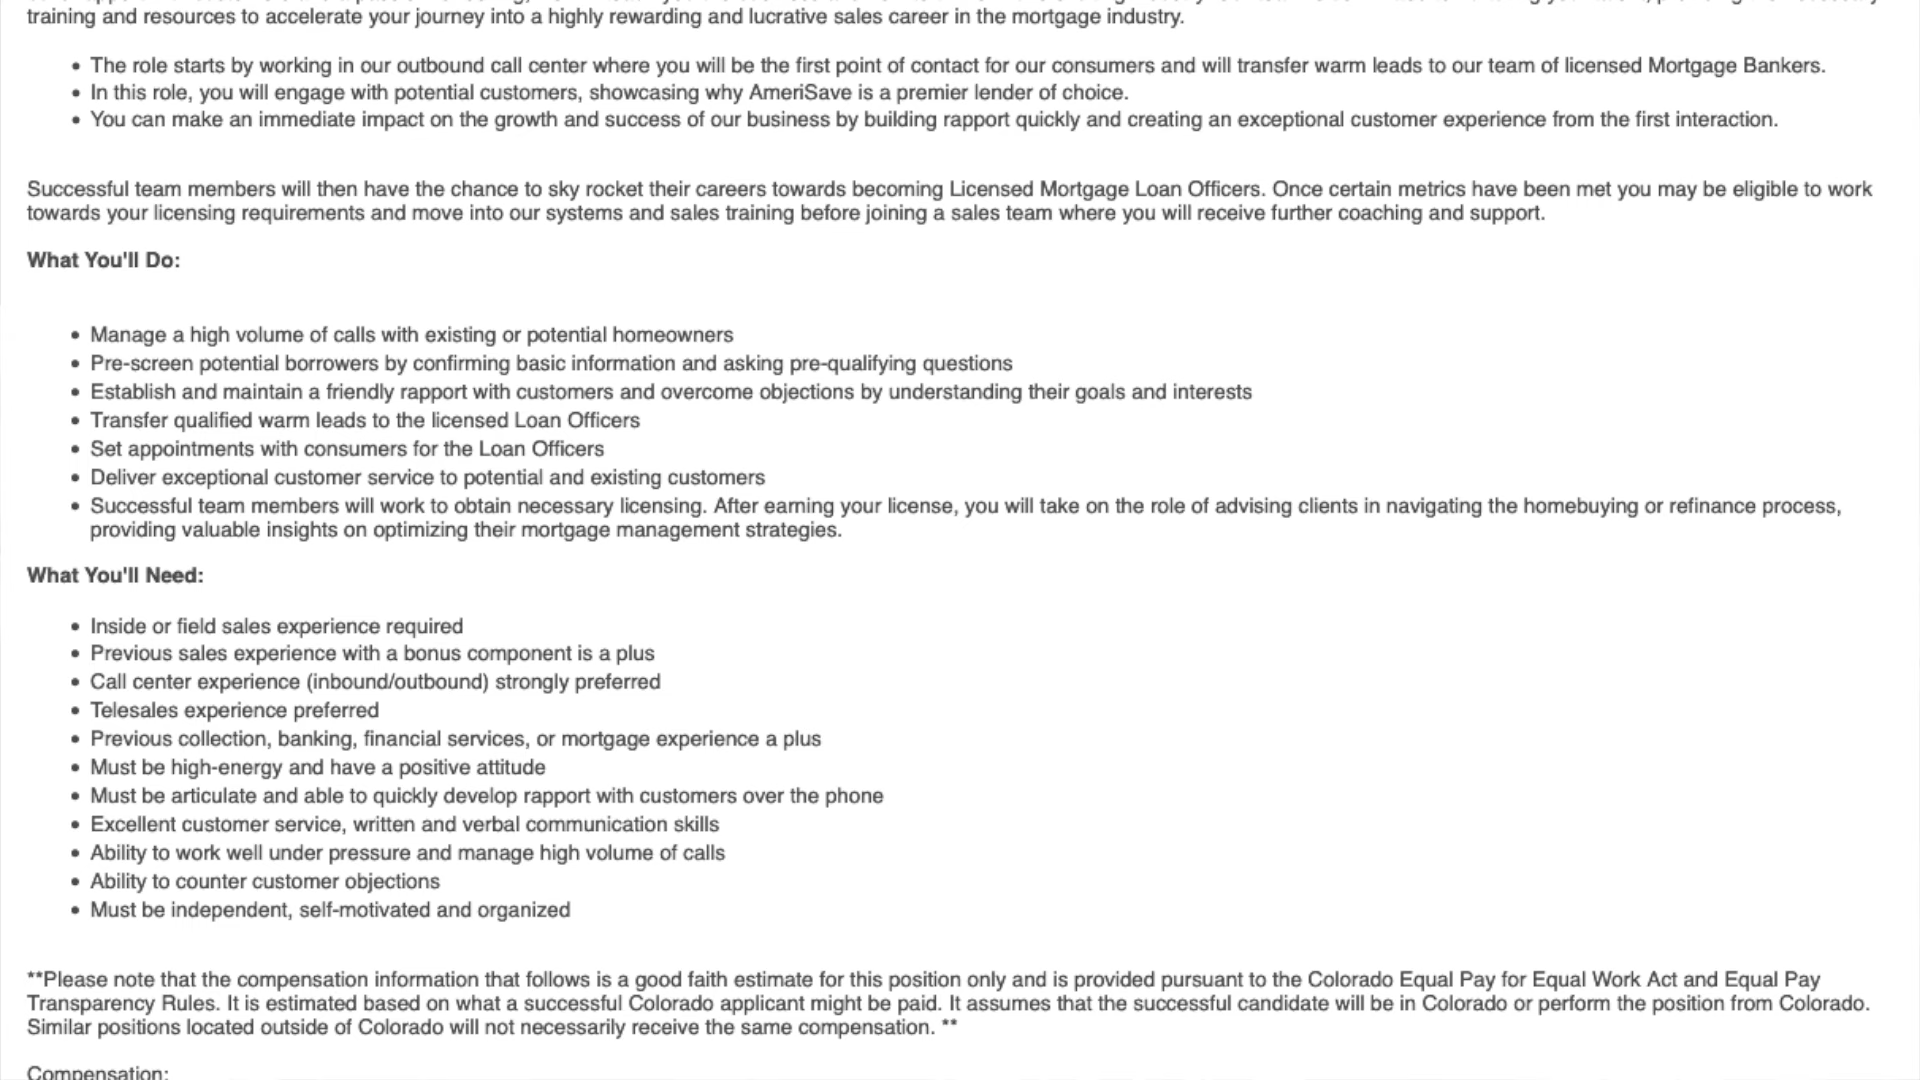 training and resources to accelerate your journey into a highly rewarding and lucrative sales career in the mortgage industry.
• The role starts by working in our outbound call center where you will be the first point of contact for our consumers and will transfer warm leads to our team of licensed Mortgage Bankers.
• In this role, you will engage with potential customers, showcasing why AmeriSave is a premier lender of choice.
• You can make an immediate impact on the growth and success of our business by building rapport quickly and creating an exceptional customer experience from the first interaction.
Successful team members will then have the chance to sky rocket their careers towards becoming Licensed Mortgage Loan Officers. Once certain metrics have been met you may be eligible to work
towards your licensing requirements and move into our systems and sales training before joining a sales team where you will receive further coaching and support.
What You'll Do:
• Manage a high volume of calls with existing or potential homeowners
• Pre-screen potential borrowers by confirming basic information and asking pre-qualifying questions
• Establish and maintain a friendly rapport with customers and overcome objections by understanding their goals and interests
• Transfer qualified warm leads to the licensed Loan Officers
• Set appointments with consumers for the Loan Officers
• Deliver exceptional customer service to potential and existing customers
• Successful team members will work to obtain necessary licensing. After earning your license, you will take on the role of advising clients in navigating the homebuying or refinance process,
providing valuable insights on optimizing their mortgage management strategies.
What You'll Need:
• Inside or field sales experience required
• Previous sales experience with a bonus component is a plus
• Call center experience (inbound/outbound) strongly preferred
• Telesales experience preferred
• Previous collection, banking, financial services, or mortgage experience a plus
• Must be high-energy and have a positive attitude
• Must be articulate and able to quickly develop rapport with customers over the phone
• Excellent customer service, written and verbal communication skills
• Ability to work well under pressure and manage high volume of calls
• Ability to counter customer objections
• Must be independent, self-motivated and organized
**Please note that the compensation information that follows is a good faith estimate for this position only and is provided pursuant to the Colorado Equal Pay for Equal Work Act and Equal Pay
Transparency Rules. It is estimated based on what a successful Colorado applicant might be paid. It assumes that the successful candidate will be in Colorado or perform the position from Colorado.
Similar positions located outside of Colorado will not necessarily receive the same compensation. **
Compensation: